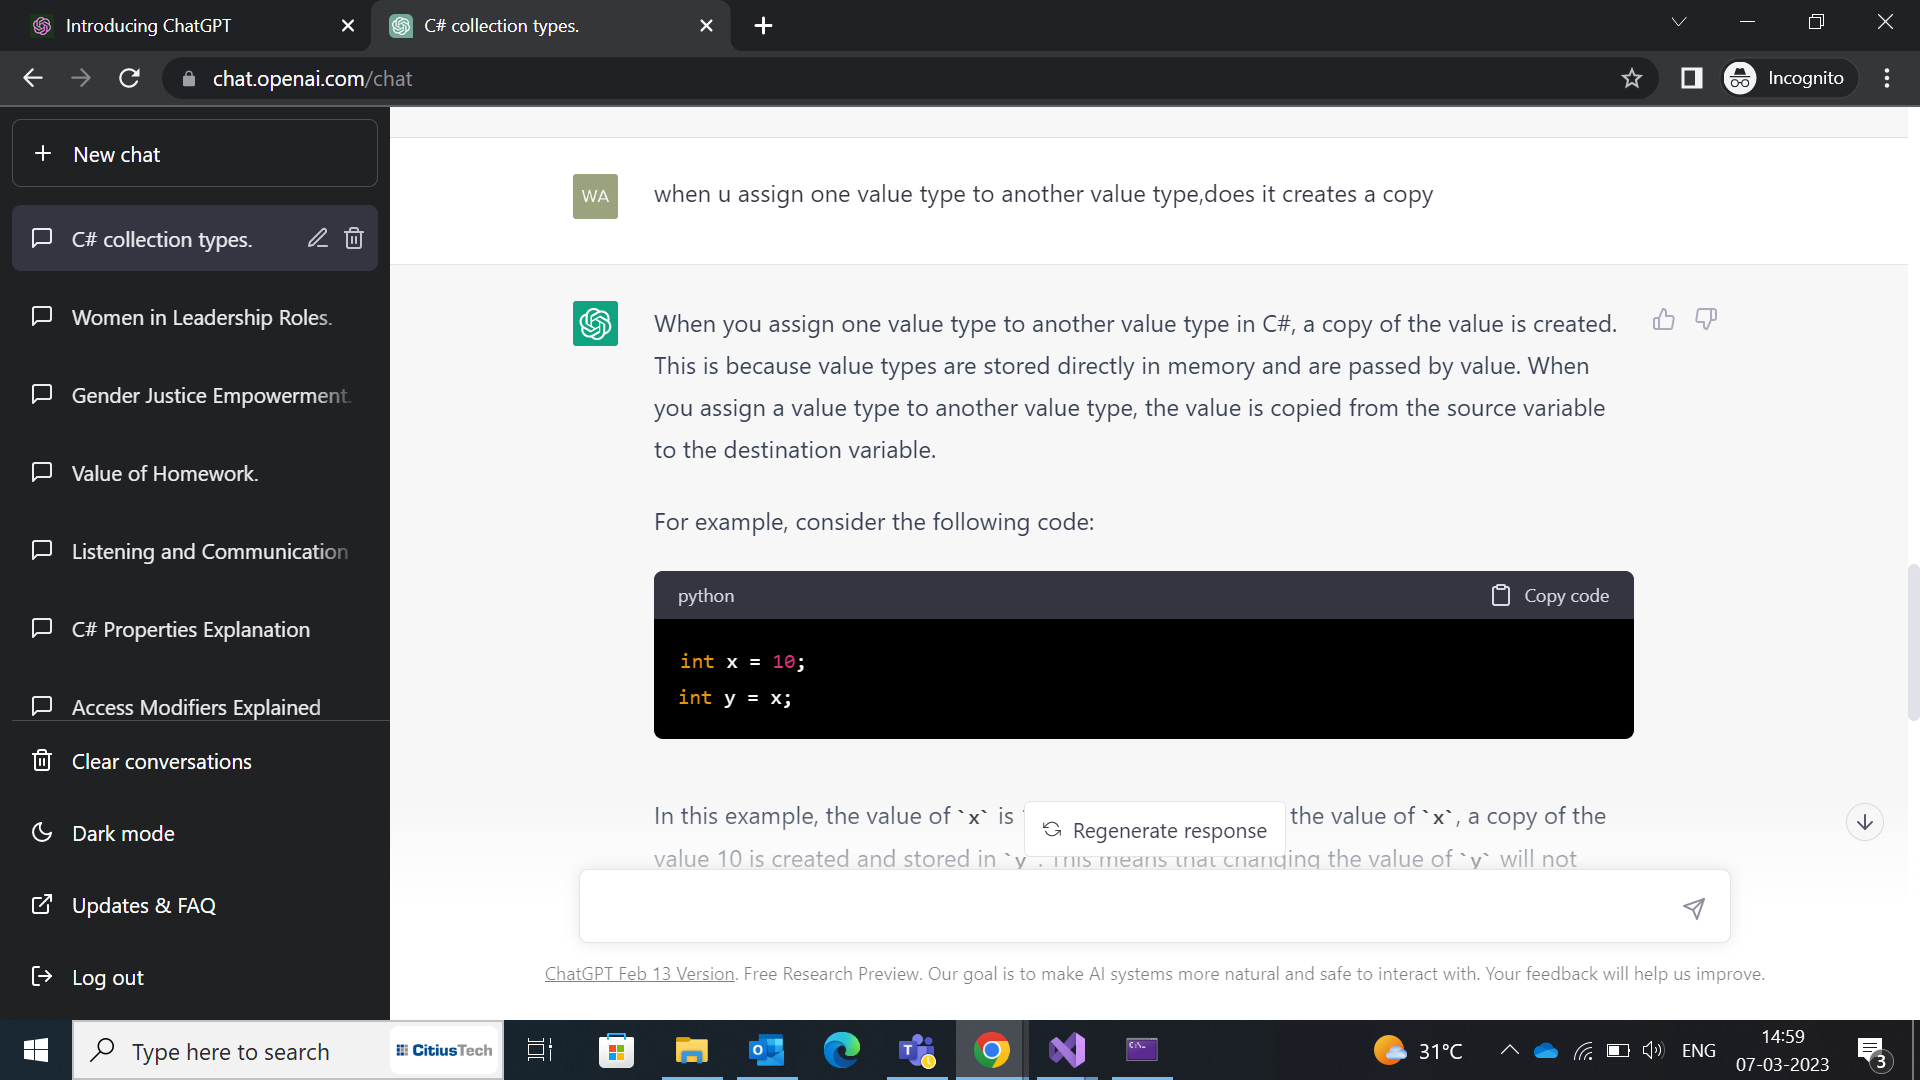 Introducing ChatGPT
C# collection types.
chat.openai.com/chat
Incognito
New chat
C# collection types.
Women in Leadership Roles.
Gender Justice Empowerment.
Value of Homework.
Listening and Communication
C# Properties Explanation
Access Modifiers Explained
Clear conversations
Dark mode
Updates & FAQ
Log out
WA
when u assign one value type to another value type,does it creates a copy
When you assign one value type to another value type in C#, a copy of the value is created.
This is because value types are stored directly in memory and are passed by value. When
you assign a value type to another value type, the value is copied from the source variable
to the destination variable.
For example, consider the following code:
python
Copy code
int x = 10;
int y = x;
In this example, the value of `x` is
the value of `x`, a copy of the
Regenerate response
value 10 is created and stored in `y`. This means that changing the value of `y` will not
ChatGPT Feb 13 Version. Free Research Preview. Our goal is to make AI systems more natural and safe to interact with. Your feedback will help us improve.
Type here to search
CitiusTech
31°C
ENG
14:59
07-03-2023
3